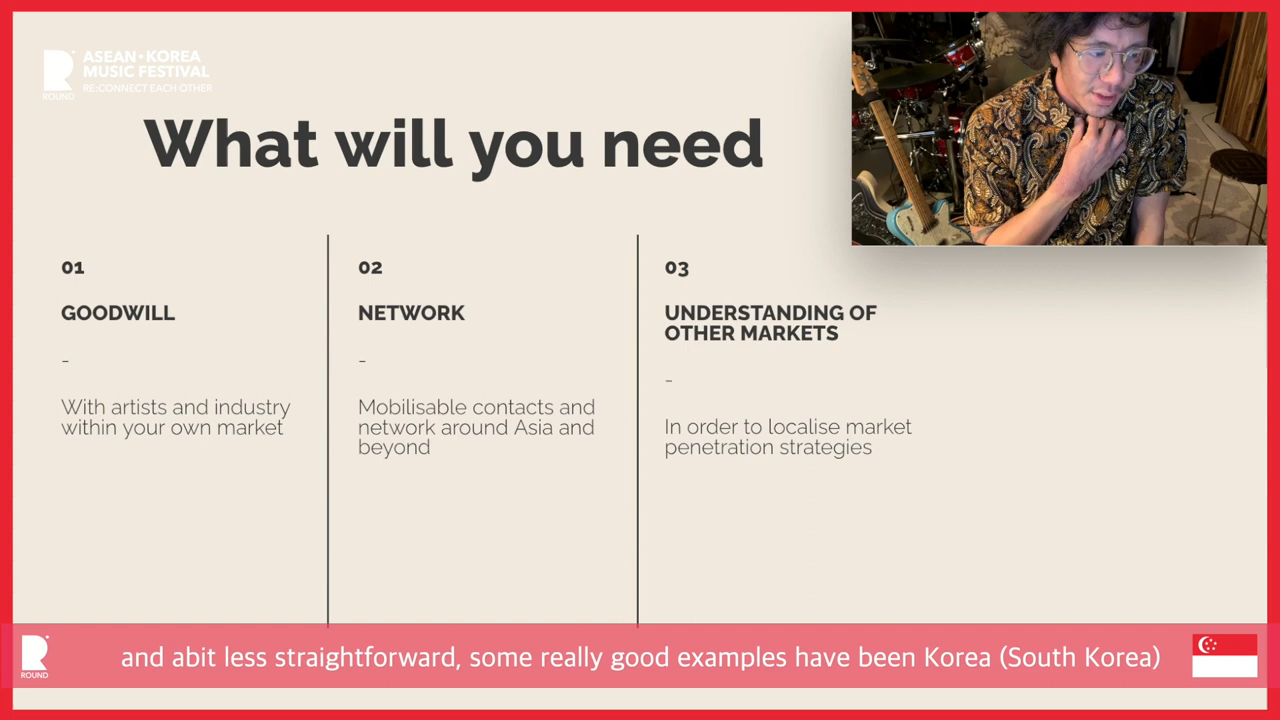 ROUND
ASEAN•KOREA
MUSIC FESTIVAL
RE:CONNECT EACH OTHER
What will you need
01
GOODWILL
-
With artists and industry
within your own market
02
NETWORK
-
Mobilisable contacts and
network around Asia and
beyond
03
UNDERSTANDING OF
OTHER MARKETS
-
In order to localise market
penetration strategies
ROUND
and abit less straightforward, some really good examples have been Korea (South Korea)